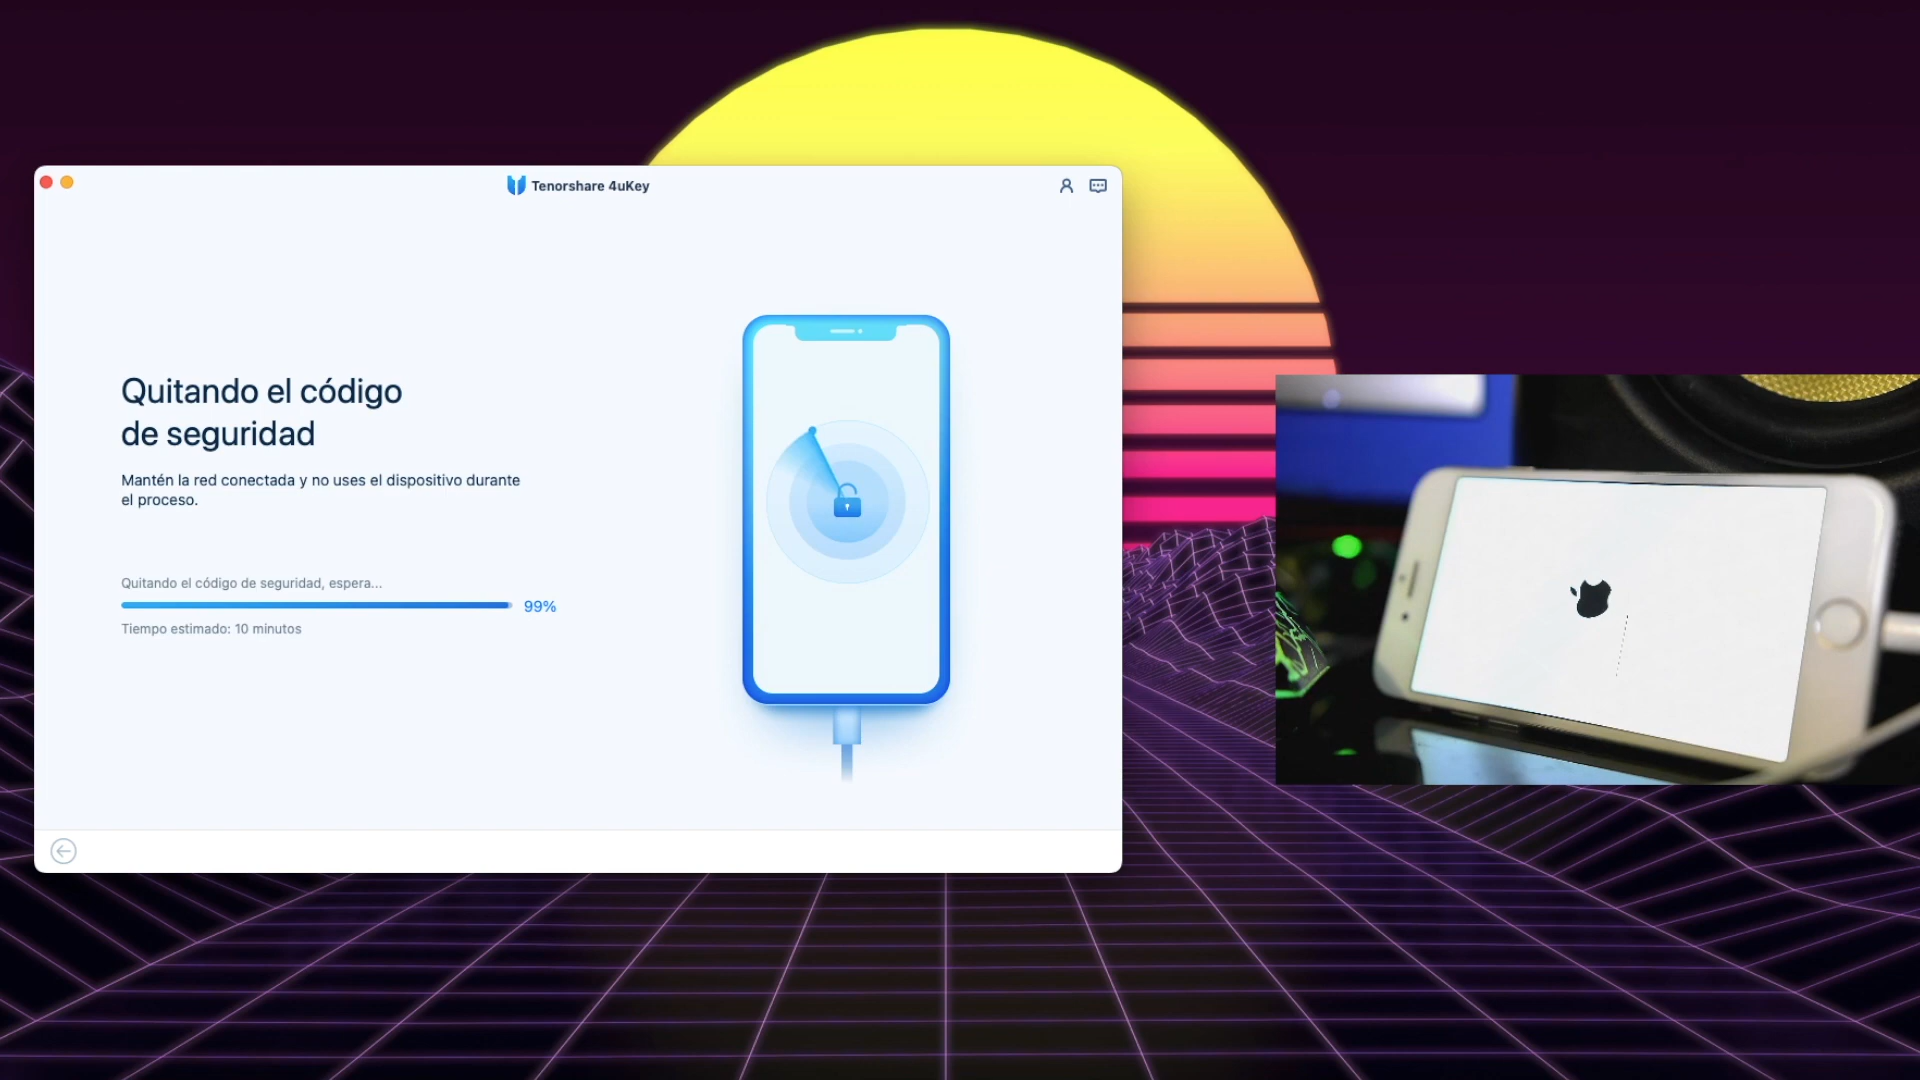 Tenorshare 4uKey
Quitando el código
de seguridad
Mantén la red conectada y no uses el dispositivo durante
el proceso.
Quitando el código de seguridad, espera...
99%
Tiempo estimado: 10 minutos